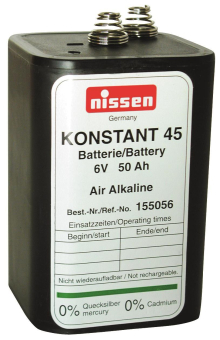 nissen
Germany
KONSTANT 45
Batterie/Battery
6V 50 Ah
Air Alkaline
Best.-Nr./Ref.-No. 155056
Einsatzzeiten/Operating times
Beginn/start Ende/end
Nicht wiederaufladbar / Not rechargeable.
0% Quecksilber mercury 0% Cadmium